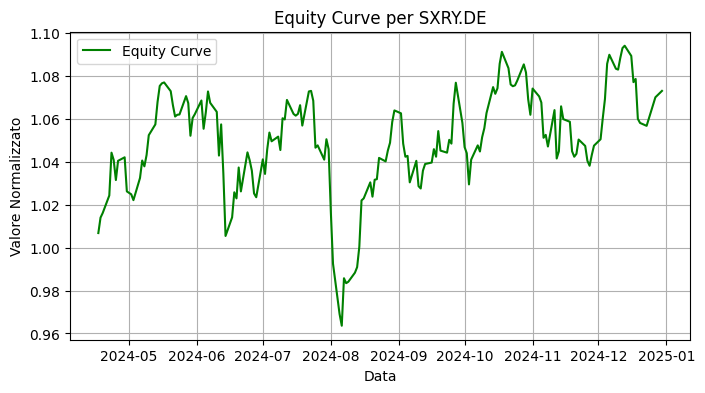 Equity Curve per SXRY.DE
Equity Curve
Valore Normalizzato
1.10
1.08
1.06
1.04
1.02
1.00
0.98
0.96
2024-05 2024-06 2024-07 2024-08 2024-09 2024-10 2024-11 2024-12 2025-01
Data